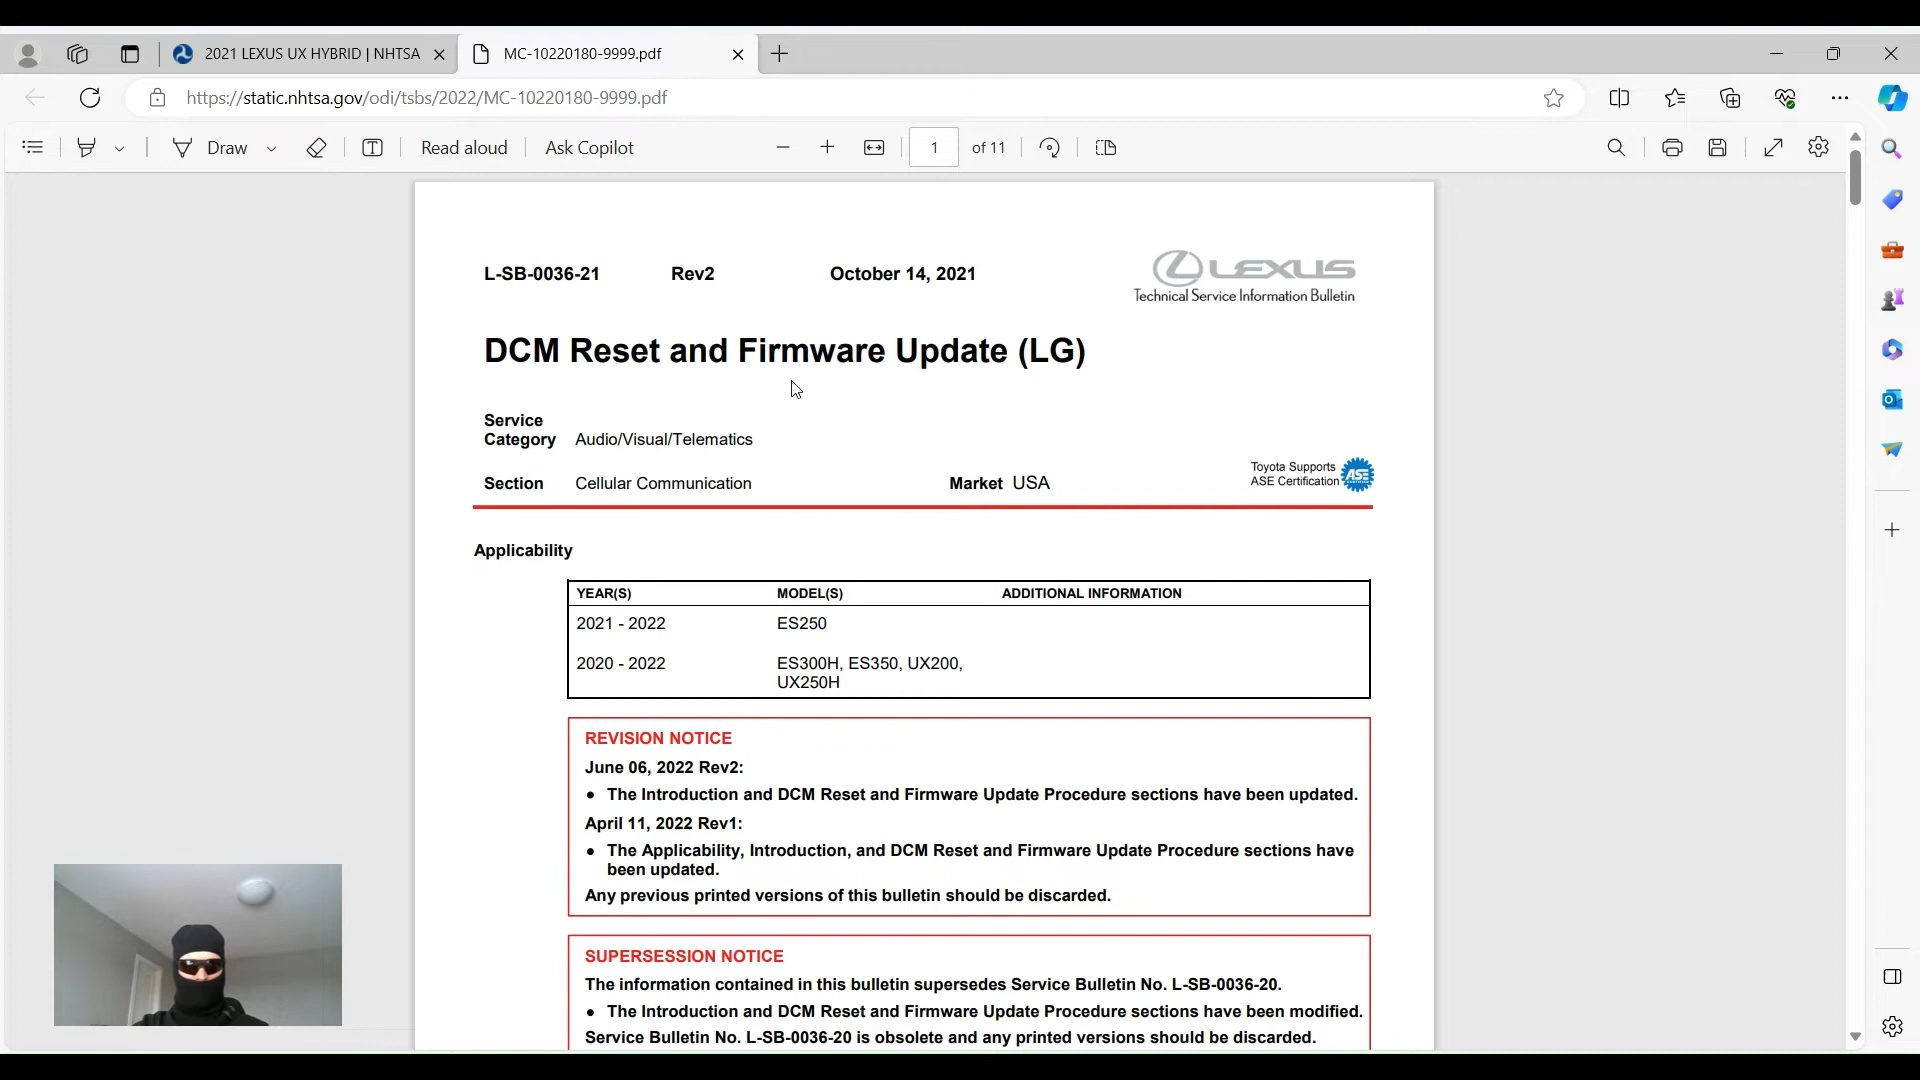 2021 LEXUS UX HYBRID | NHTSA
MC-10220180-9999.pdf
https://static.nhtsa.gov/odi/tsbs/2022/MC-10220180-9999.pdf
Draw
Read aloud
Ask Copilot
1 of 11
L-SB-0036-21 Rev2 October 14, 2021
LEXUS
Technical Service Information Bulletin
DCM Reset and Firmware Update (LG)
Service
Category Audio/Visual/Telematics
Section Cellular Communication Market USA
Toyota Supports
ASE Certification
ASE
Applicability
YEAR(S) MODEL(S) ADDITIONAL INFORMATION
2021 - 2022 ES250
2020 - 2022 ES300H, ES350, UX200,
UX250H
REVISION NOTICE
June 06, 2022 Rev2:
• The Introduction and DCM Reset and Firmware Update Procedure sections have been updated.
April 11, 2022 Rev1:
• The Applicability, Introduction, and DCM Reset and Firmware Update Procedure sections have
been updated.
Any previous printed versions of this bulletin should be discarded.
SUPERSESSION NOTICE
The information contained in this bulletin supersedes Service Bulletin No. L-SB-0036-20.
• The Introduction and DCM Reset and Firmware Update Procedure sections have been modified.
Service Bulletin No. L-SB-0036-20 is obsolete and any printed versions should be discarded.